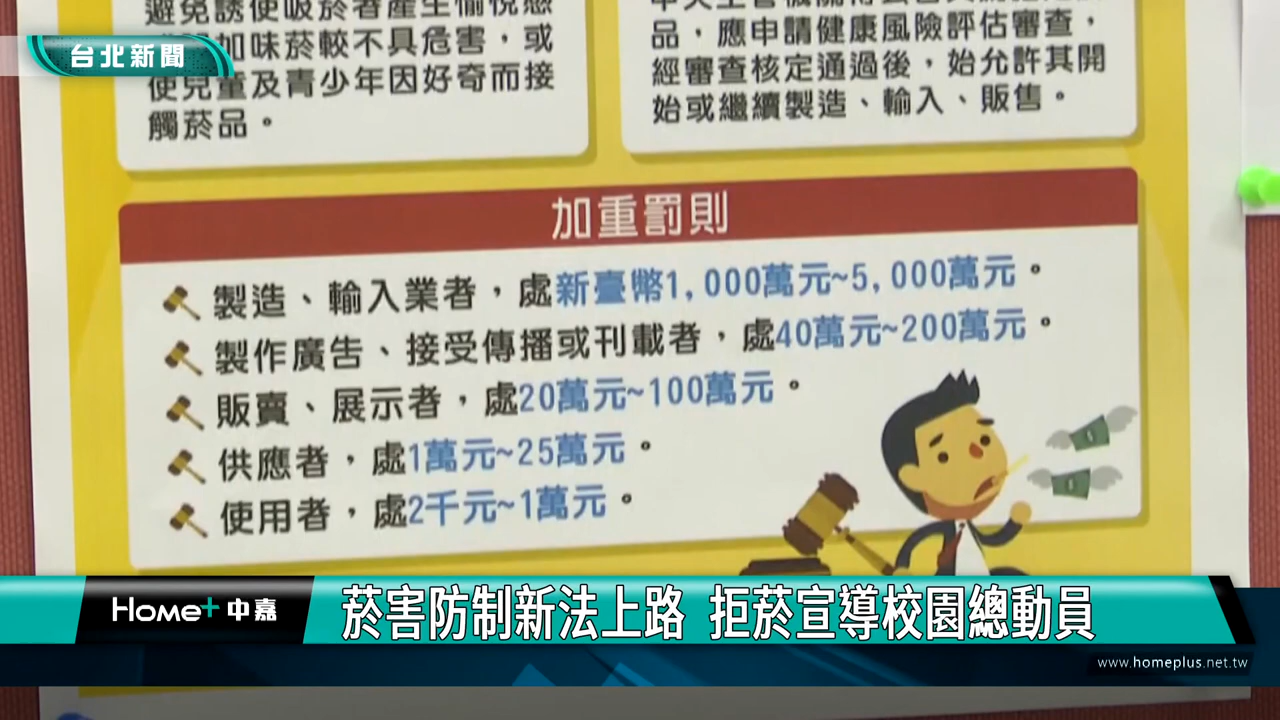 台北新聞
避免誘使吸菸者產生愉悅感
加味菸較不具危害，或
使兒童及青少年因好奇而接
觸菸品。
品，應申請健康風險評估審查，
經審查核定通過後，始允許其開
始或繼續製造、輸入、販售。
加重罰則
製造、輸入業者，處新臺幣1,000萬元~5,000萬元。
製作廣告、接受傳播或刊載者，處40萬元~200萬元。
販賣、展示者，處20萬元~100萬元。
供應者，處1萬元~25萬元。
使用者，處2千元~1萬元。
Home+中嘉
菸害防制新法上路 拒菸宣導校園總動員
www.homeplus.net.tw